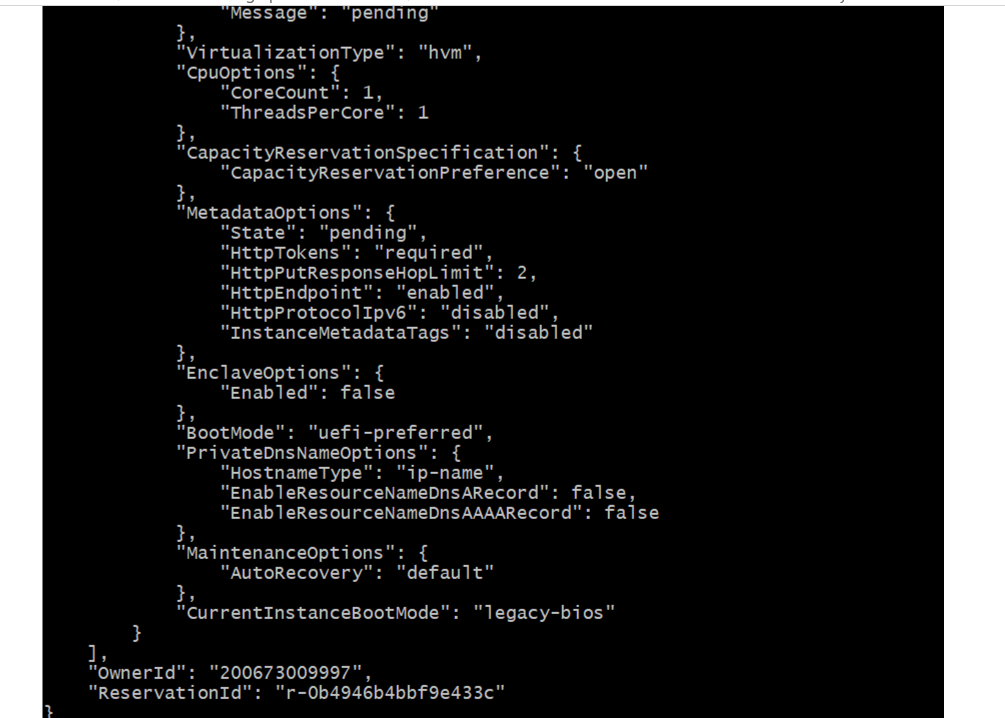 "Message": "pending"
},
"VirtualizationType": "hvm",
"CpuOptions": {
"CoreCount": 1,
"ThreadsPerCore": 1
},
"CapacityReservationSpecification": {
"CapacityReservationPreference": "open"
},
"MetadataOptions": {
"State": "pending",
"HttpTokens": "required",
"HttpPutResponseHopLimit": 2,
"HttpEndpoint": "enabled",
"HttpProtocolIpv6": "disabled",
"InstanceMetadataTags": "disabled"
},
"EnclaveOptions": {
"Enabled": false
},
"BootMode": "uefi-preferred",
"PrivateDnsNameOptions": {
"HostnameType": "ip-name",
"EnableResourceNameDnsARecord": false,
"EnableResourceNameDnsAAAARecord": false
},
"MaintenanceOptions": {
"AutoRecovery": "default"
},
"CurrentInstanceBootMode": "legacy-bios"
}
],
"OwnerId": "200673009997",
"ReservationId": "r-0b4946b4bbf9e433c"
}